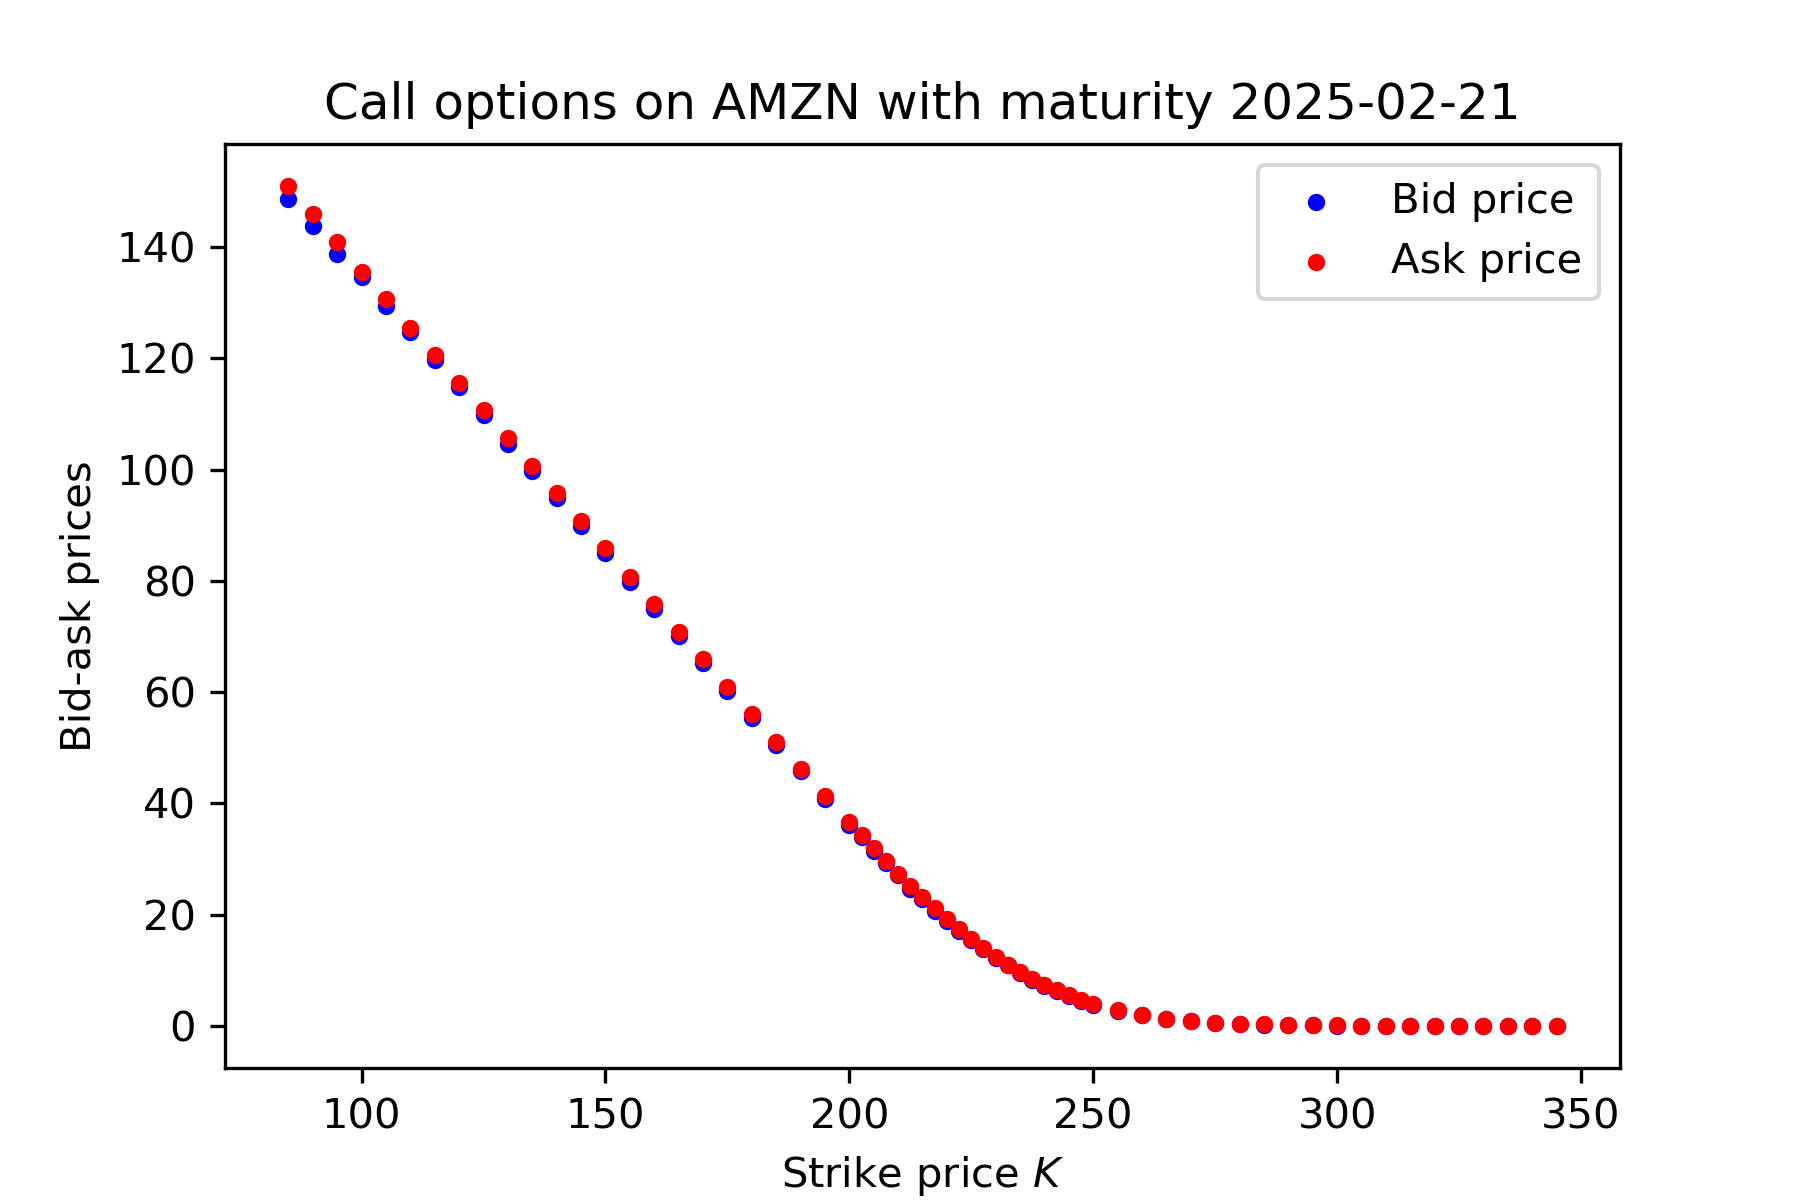 Call options on AMZN with maturity 2025-02-21
Bid price
Ask price
140
120
100
80
60
40
20
0
Bid-ask prices
100 150 200 250 300 350
Strike price K